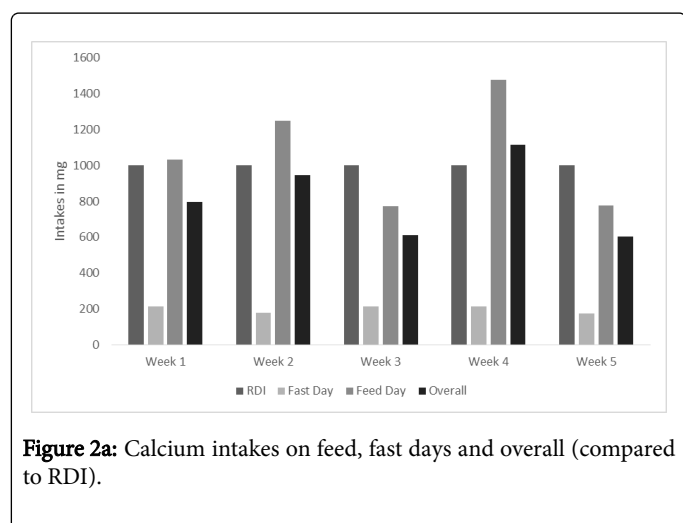 1600
1400
1200
1000
800
600
400
200
0
Intakes in mg
Week 1 Week 2 Week 3 Week 4 Week 5
RDI Fast Day Feed Day Overall
Figure 2a: Calcium intakes on feed, fast days and overall (compared
to RDI).